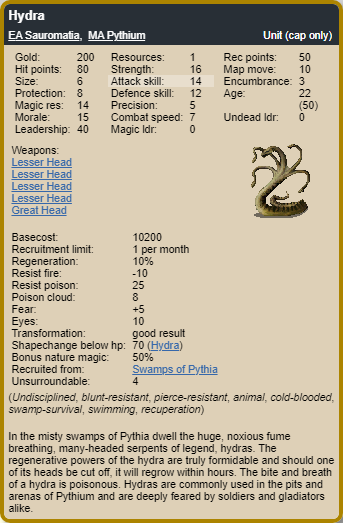 Hydra
EA Sauromatia, MA Pythium Unit (cap only)
Gold: 200 Resources: 1 Rec points: 50
Hit points: 80 Strength: 16 Map move: 10
Size: 6 Attack skill: 14 Encumbrance: 3
Protection: 8 Defence skill: 12 Age: 22
Magic res: 14 Precision: 5 (50)
Morale: 15 Combat speed: 7 Undead ldr: 0
Leadership: 40 Magic ldr: 0
Weapons:
Lesser Head
Lesser Head
Lesser Head
Lesser Head
Great Head
Basecost: 10200
Recruitment limit: 1 per month
Regeneration: 10%
Resist fire: -10
Resist poison: 25
Poison cloud: 8
Fear: +5
Eyes: 10
Transformation: good result
Shapechange below hp: 70 (Hydra)
Bonus nature magic: 50%
Recruited from: Swamps of Pythia
Unsurroundable: 4
(Undisciplined, blunt-resistant, pierce-resistant, animal, cold-blooded,
swamp-survival, swimming, recuperation)
In the misty swamps of Pythia dwell the huge, noxious fume
breathing, many-headed serpents of legend, hydras. The
regenerative powers of the hydra are truly formidable and should one
of its heads be cut off, it will regrow within hours. The bite and breath
of a hydra is poisonous. Hydras are commonly used in the pits and
arenas of Pythium and are deeply feared by soldiers and gladiators
alike.